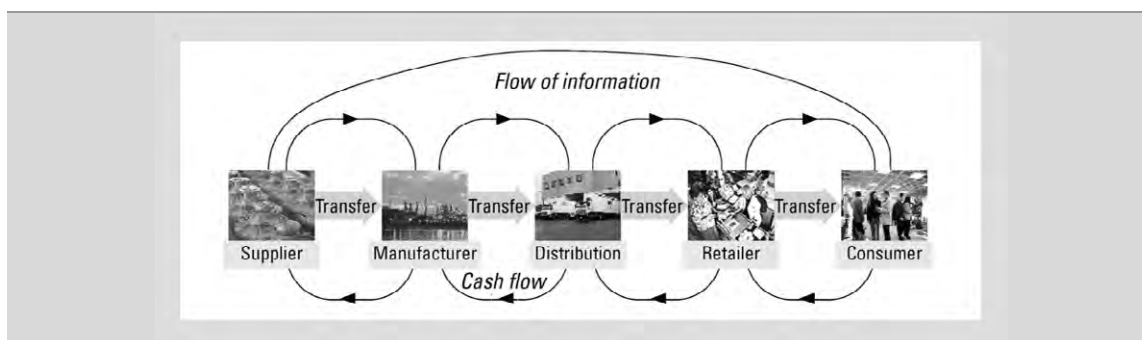 Flow of information
Transfer Transfer Transfer Transfer
Supplier Manufacturer Distribution Retailer Consumer
Cash flow